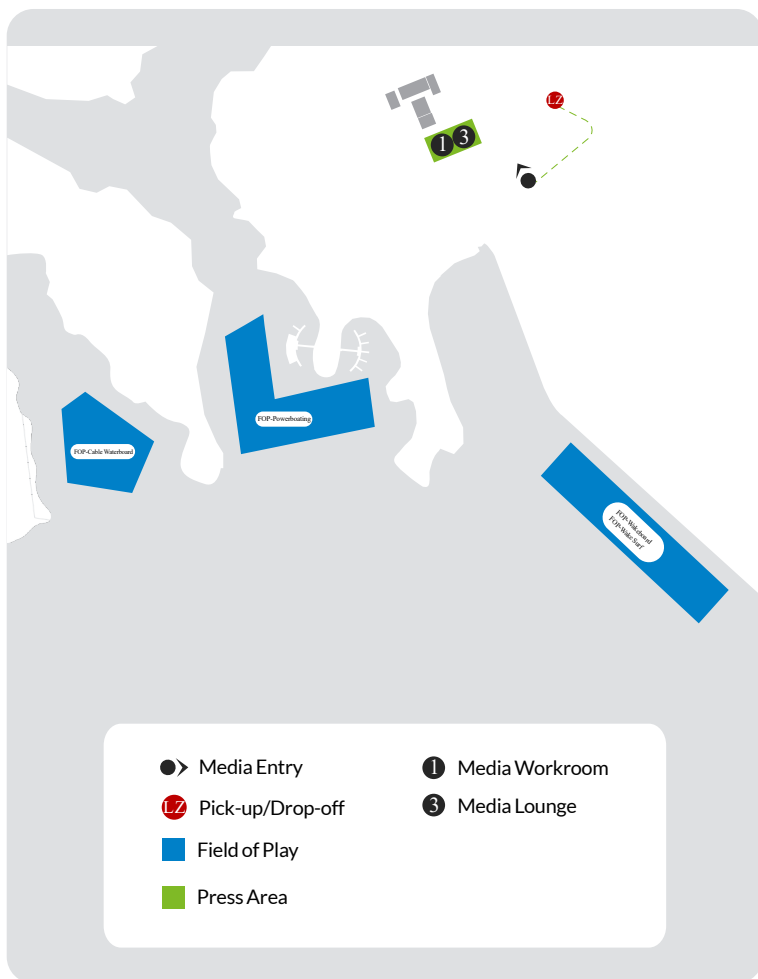 LZ
1 3
FOP-Powerboating
FOP-Cable Waterboard
FOP-Wakeboard
FOP-Wake Surf
Media Entry
LZ Pick-up/Drop-off
Field of Play
Press Area
1 Media Workroom
3 Media Lounge